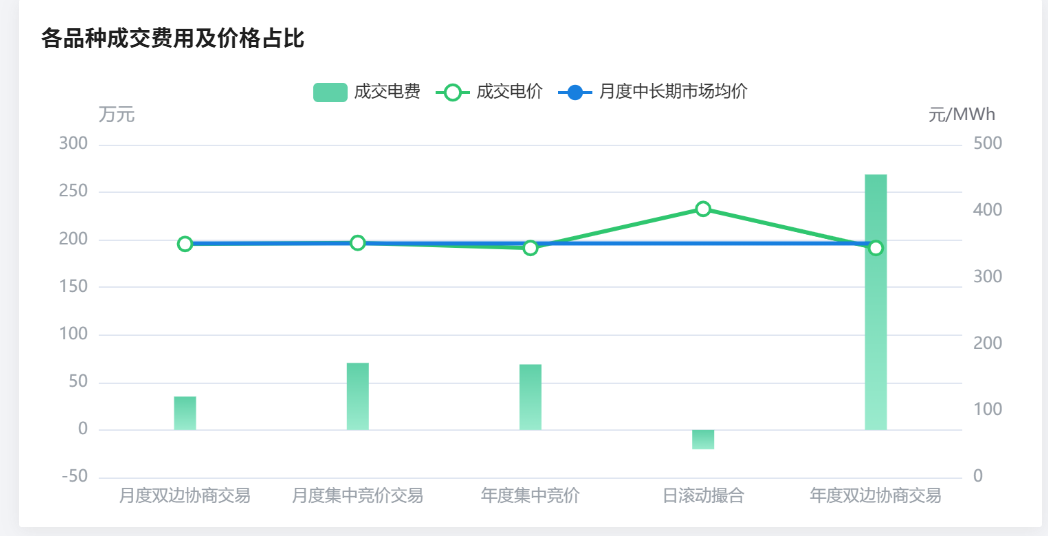 各品种成交费用及价格占比
成交电费 成交电价 月度中长期市场均价
万元 元/MWh
300 500
250
200 400
150 300
100 200
50 100
0
-50 0
月度双边协商交易 月度集中竞价交易 年度集中竞价 日滚动撮合 年度双边协商交易